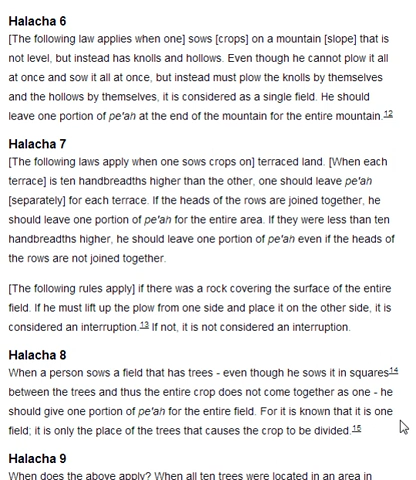 Halacha 6
[The following law applies when one] sows [crops] on a mountain [slope] that is
not level, but instead has knolls and hollows. Even though he cannot plow it all
at once and sow it all at once, but instead must plow the knolls by themselves
and the hollows by themselves, it is considered as a single field. He should
leave one portion of pe'ah at the end of the mountain for the entire mountain.12
Halacha 7
[The following laws apply when one sows crops on] terraced land. [When each
terrace] is ten handbreadths higher than the other, one should leave pe'ah
[separately] for each terrace. If the heads of the rows are joined together, he
should leave one portion of pe'ah for the entire area. If they were less than ten
handbreadths higher, he should leave one portion of pe'ah even if the heads of
the rows are not joined together.
[The following rules apply] if there was a rock covering the surface of the entire
field. If he must lift up the plow from one side and place it on the other side, it is
considered an interruption.13 If not, it is not considered an interruption.
Halacha 8
When a person sows a field that has trees - even though he sows it in squares14
between the trees and thus the entire crop does not come together as one - he
should give one portion of pe'ah for the entire field. For it is known that it is one
field; it is only the place of the trees that causes the crop to be divided.15
Halacha 9
When does the above apply? When all ten trees were located in an area in